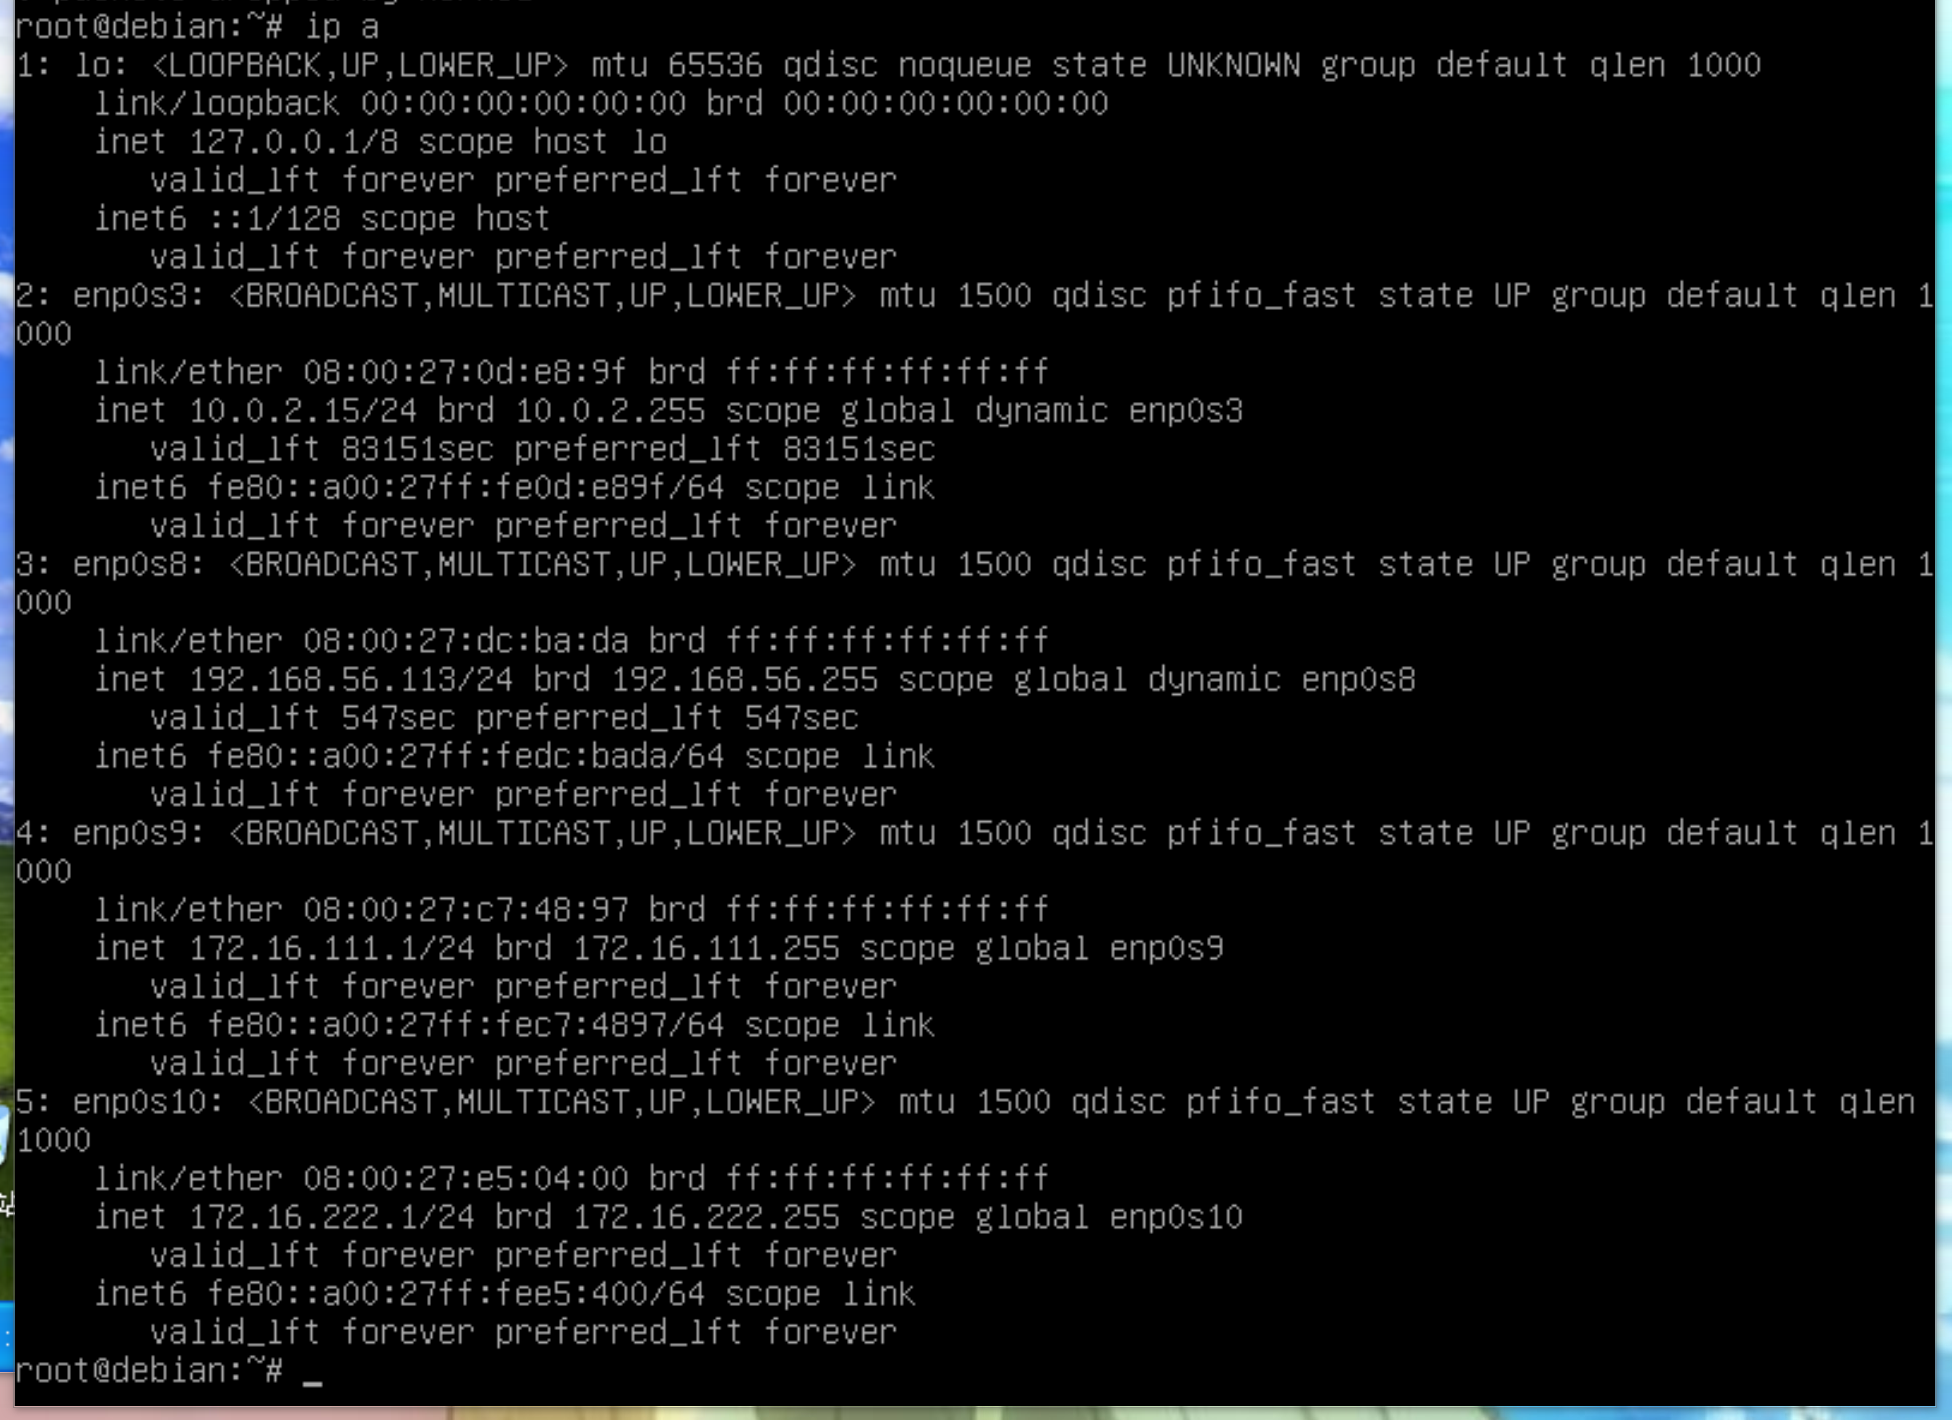 root@debian:~# ip a
1: lo: <LOOPBACK,UP,LOWER_UP> mtu 65536 qdisc noqueue state UNKNOWN group default qlen 1000
    link/loopback 00:00:00:00:00:00 brd 00:00:00:00:00:00
    inet 127.0.0.1/8 scope host lo
       valid_lft forever preferred_lft forever
    inet6 ::1/128 scope host
       valid_lft forever preferred_lft forever
2: enp0s3: <BROADCAST,MULTICAST,UP,LOWER_UP> mtu 1500 qdisc pfifo_fast state UP group default qlen 1
000
    link/ether 08:00:27:0d:e8:9f brd ff:ff:ff:ff:ff:ff
    inet 10.0.2.15/24 brd 10.0.2.255 scope global dynamic enp0s3
       valid_lft 83151sec preferred_lft 83151sec
    inet6 fe80::a00:27ff:fe0d:e89f/64 scope link
       valid_lft forever preferred_lft forever
3: enp0s8: <BROADCAST,MULTICAST,UP,LOWER_UP> mtu 1500 qdisc pfifo_fast state UP group default qlen 1
000
    link/ether 08:00:27:dc:ba:da brd ff:ff:ff:ff:ff:ff
    inet 192.168.56.113/24 brd 192.168.56.255 scope global dynamic enp0s8
       valid_lft 547sec preferred_lft 547sec
    inet6 fe80::a00:27ff:fedc:bada/64 scope link
       valid_lft forever preferred_lft forever
4: enp0s9: <BROADCAST,MULTICAST,UP,LOWER_UP> mtu 1500 qdisc pfifo_fast state UP group default qlen 1
000
    link/ether 08:00:27:c7:48:97 brd ff:ff:ff:ff:ff:ff
    inet 172.16.111.1/24 brd 172.16.111.255 scope global enp0s9
       valid_lft forever preferred_lft forever
    inet6 fe80::a00:27ff:fec7:4897/64 scope link
       valid_lft forever preferred_lft forever
5: enp0s10: <BROADCAST,MULTICAST,UP,LOWER_UP> mtu 1500 qdisc pfifo_fast state UP group default qlen
1000
    link/ether 08:00:27:e5:04:00 brd ff:ff:ff:ff:ff:ff
    inet 172.16.222.1/24 brd 172.16.222.255 scope global enp0s10
       valid_lft forever preferred_lft forever
    inet6 fe80::a00:27ff:fee5:400/64 scope link
       valid_lft forever preferred_lft forever
root@debian:~# _